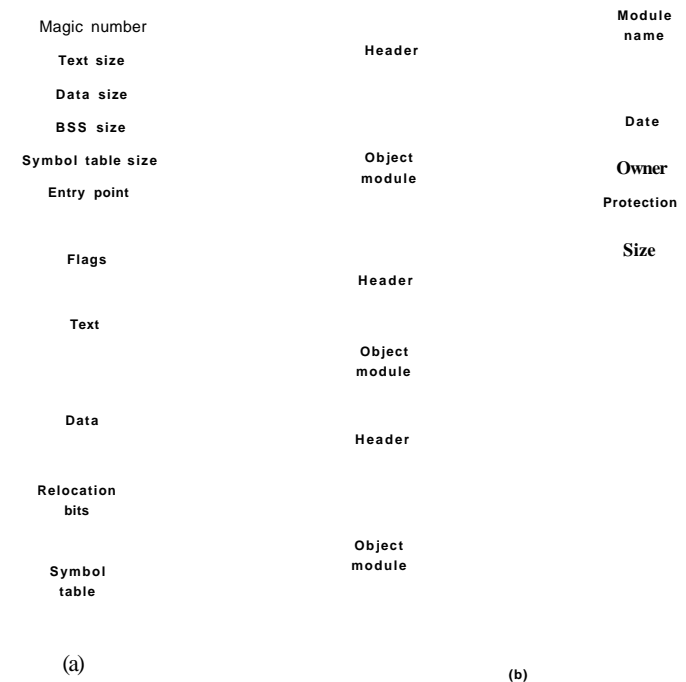 Magic number
Text size
Data size
BSS size
Symbol table size
Entry point
Flags
Text
Data
Relocation
bits
Symbol
table
(a)
Header
Object
module
Header
Object
module
Header
Object
module
Module
name
Date
Owner
Protection
Size
(b)